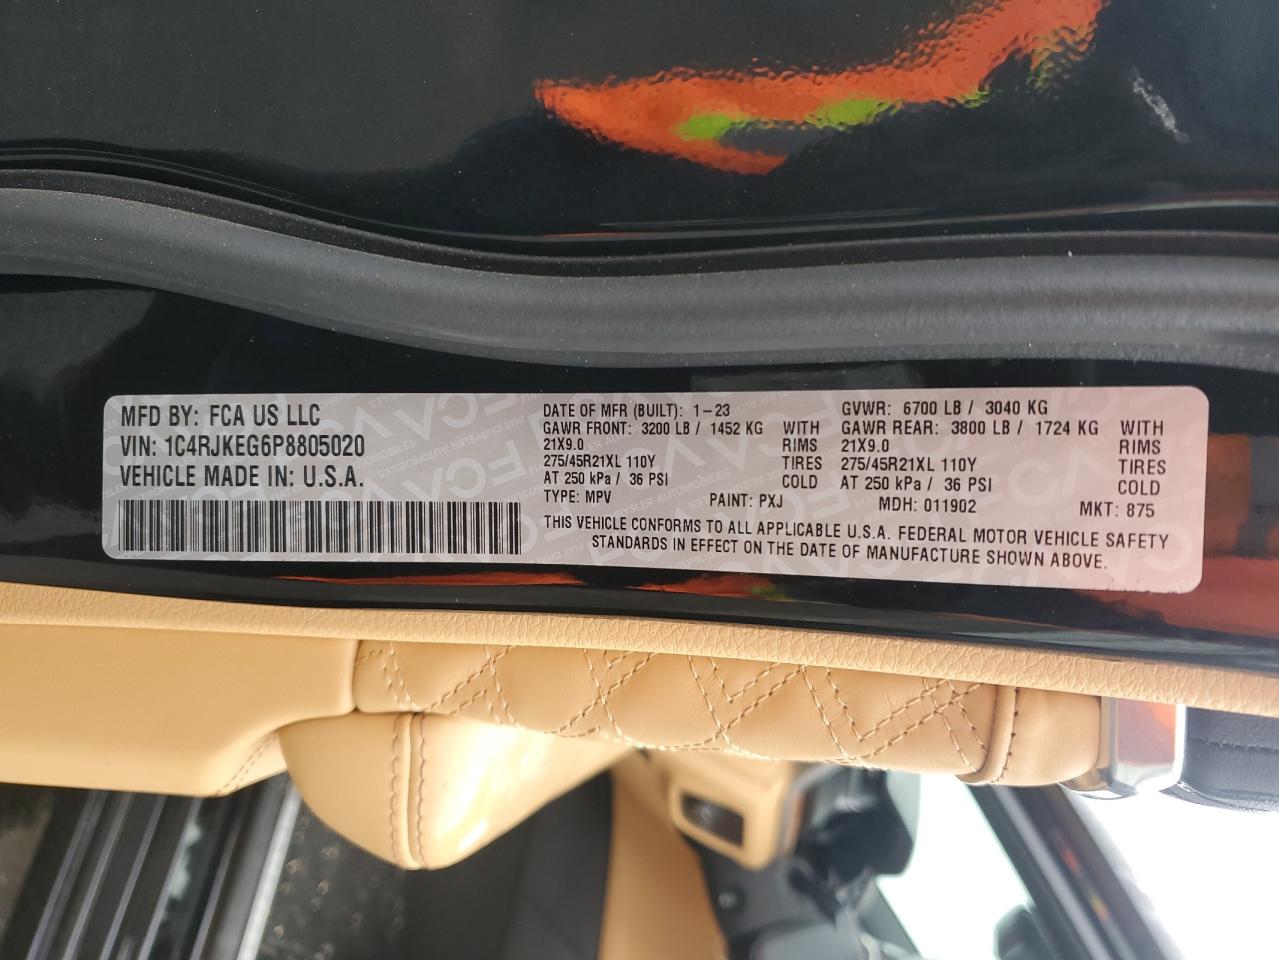 MFD BY: FCA US LLC
VIN: 1C4RJKEG6P8805020
VEHICLE MADE IN: U.S.A.
DATE OF MFR (BUILT): 1-23
GAWR FRONT: 3200 LB / 1452 KG WITH
21X9.0 RIMS
275/45R21XL 110Y TIRES
AT 250 kPa / 36 PSI COLD
TYPE: MPV PAINT: PXJ
GVWR: 6700 LB / 3040 KG
GAWR REAR: 3800 LB / 1724 KG WITH
21X9.0 RIMS
275/45R21XL 110Y TIRES
AT 250 kPa / 36 PSI COLD
MDH: 011902 MKT: 875
THIS VEHICLE CONFORMS TO ALL APPLICABLE U.S.A. FEDERAL MOTOR VEHICLE SAFETY
STANDARDS IN EFFECT ON THE DATE OF MANUFACTURE SHOWN ABOVE.